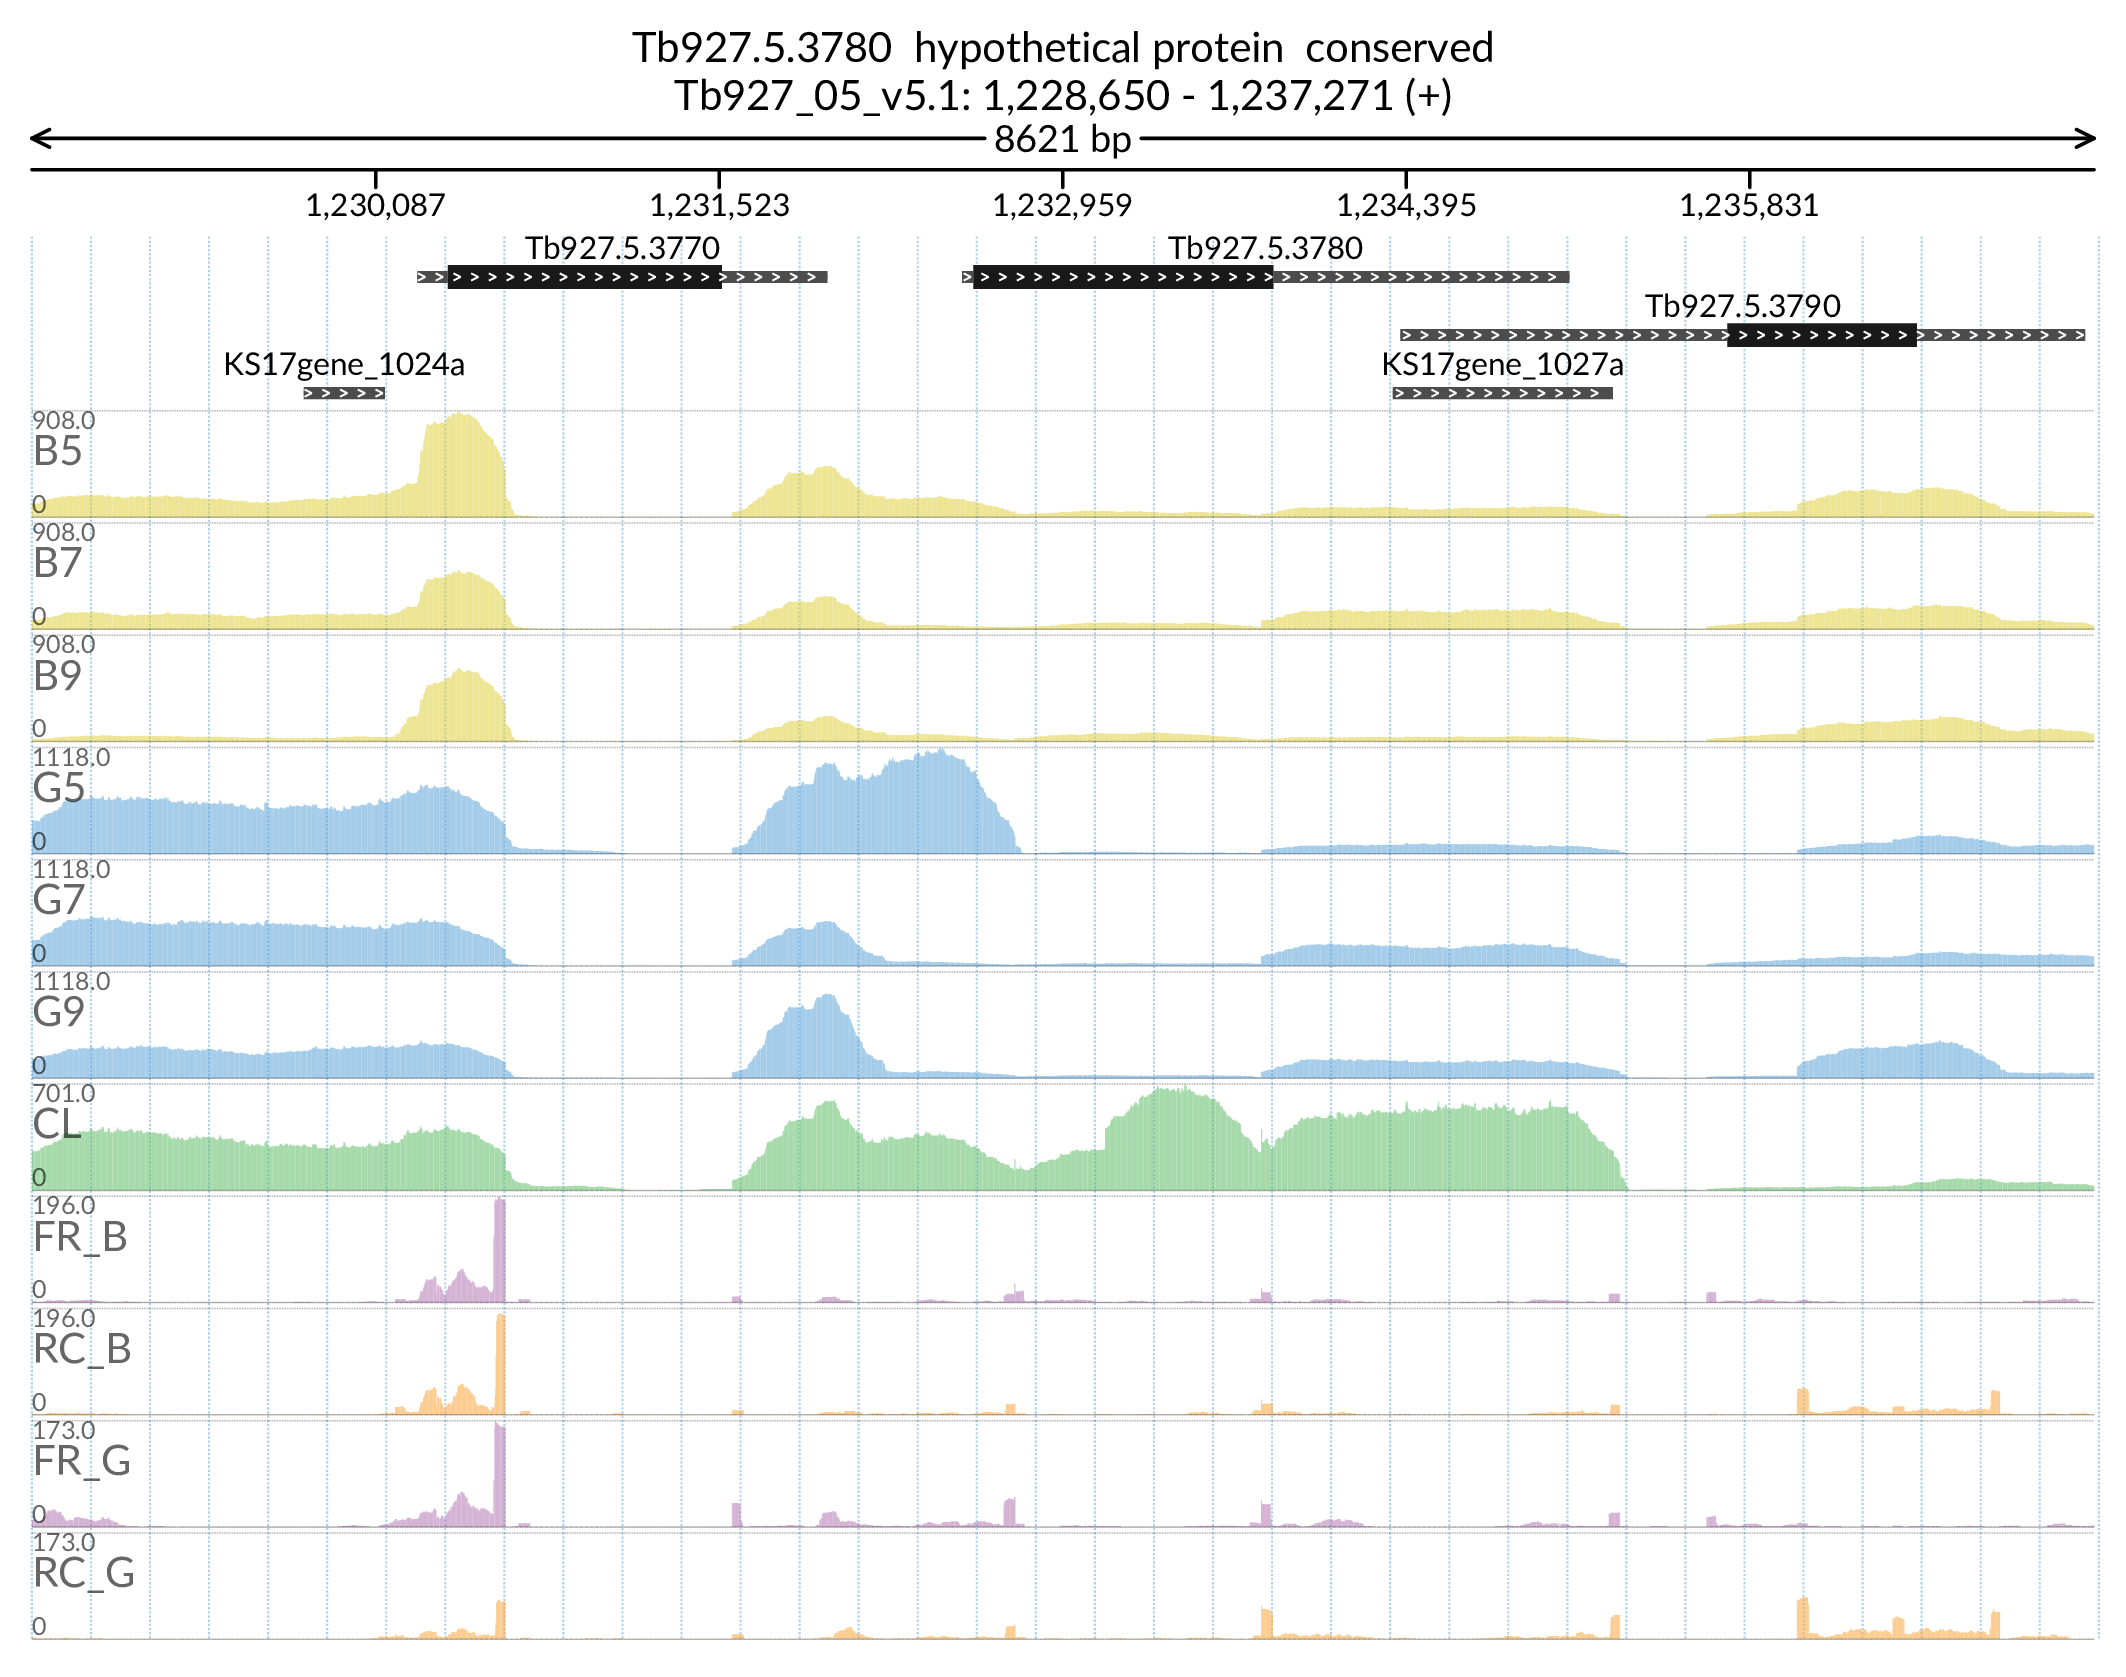 Tb927.5.3780  hypothetical protein  conserved
Tb927_05_v5.1: 1,228,650 - 1,237,271 (+)
8621 bp
1,230,087 1,231,523 1,232,959 1,234,395 1,235,831
Tb927.5.3770 Tb927.5.3780
Tb927.5.3790
KS17gene_1024a KS17gene_1027a
908.0
B5
0
908.0
B7
0
908.0
B9
0
1118.0
G5
0
1118.0
G7
0
1118.0
G9
0
701.0
CL
0
196.0
FR_B
0
196.0
RC_B
0
173.0
FR_G
0
173.0
RC_G
0